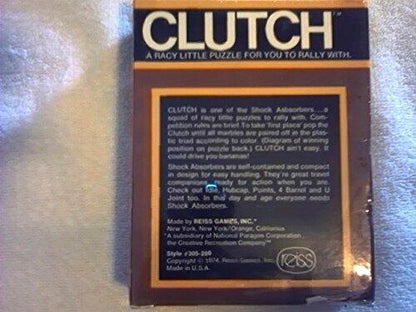 CLUTCH™
A RACY LITTLE PUZZLE FOR YOU TO RALLY WITH.
CLUTCH is one of the Shock Asbsorbers....a
squad of racy little puzzles to rally with. Com-
petition rules are brief. To take 'first place' pop the
Clutch until all marbles are paired off in the plas-
tic triad according to color. (Diagram of winning
position on puzzle back.) CLUTCH ain't easy. It
could drive you bananas!
Shock Absorbers are self-contained and compact
in design for easy handling. They're great travel
companions ready for action when you are.
Check out Idle, Hubcap, Points, 4 Barrel and U
Joint too. In this day and age everyone needs
Shock Absorbers.
Made by REISS GAMES, INC.*
New York, New York/Orange, California
*A subsidiary of National Paragon Corporation
the Creative Recreation Company
Style #305-286
Copyright © 1974, Reiss Games, Inc.
Made in U.S.A.
reiss